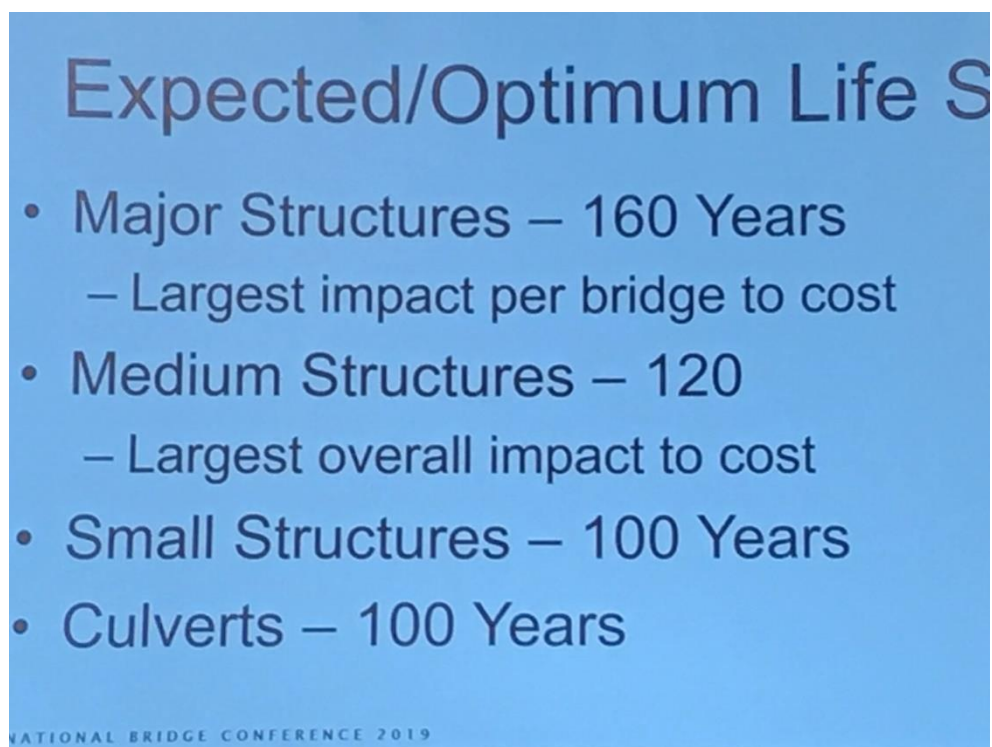 Expected/Optimum Life S
• Major Structures – 160 Years
– Largest impact per bridge to cost
• Medium Structures – 120
– Largest overall impact to cost
• Small Structures – 100 Years
• Culverts – 100 Years
NATIONAL BRIDGE CONFERENCE 2019